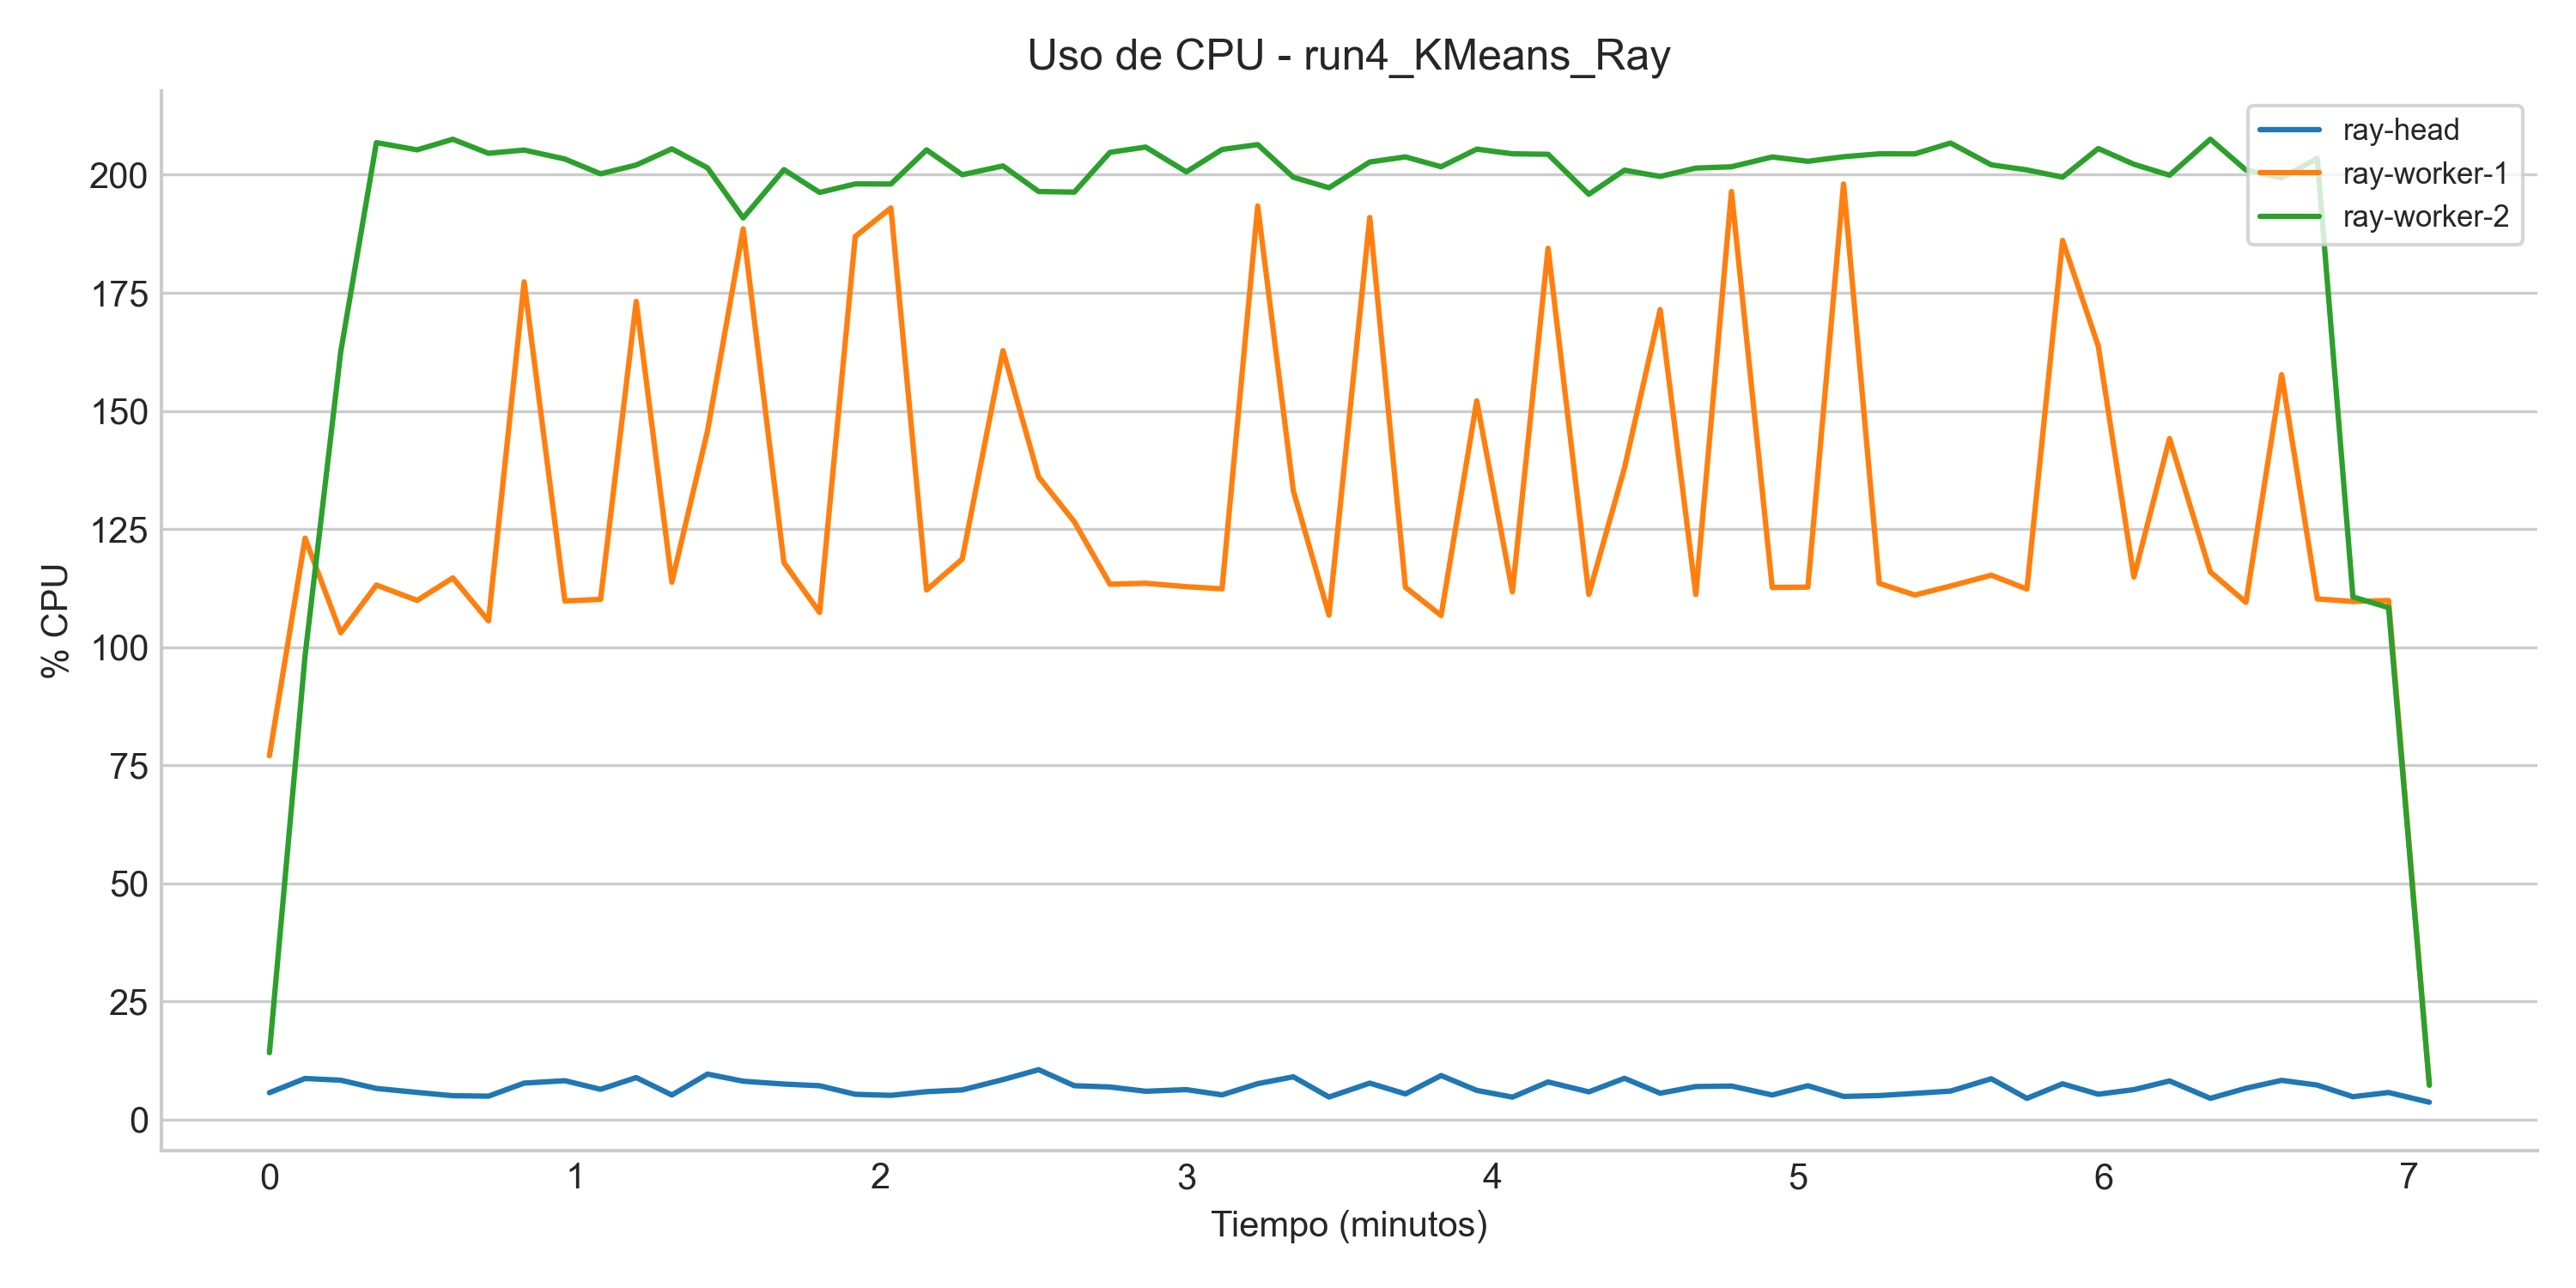 Uso de CPU - run4_KMeans_Ray
ray-head
ray-worker-1
ray-worker-2
% CPU
200
175
150
125
100
75
50
25
0
0 1 2 3 4 5 6 7
Tiempo (minutos)